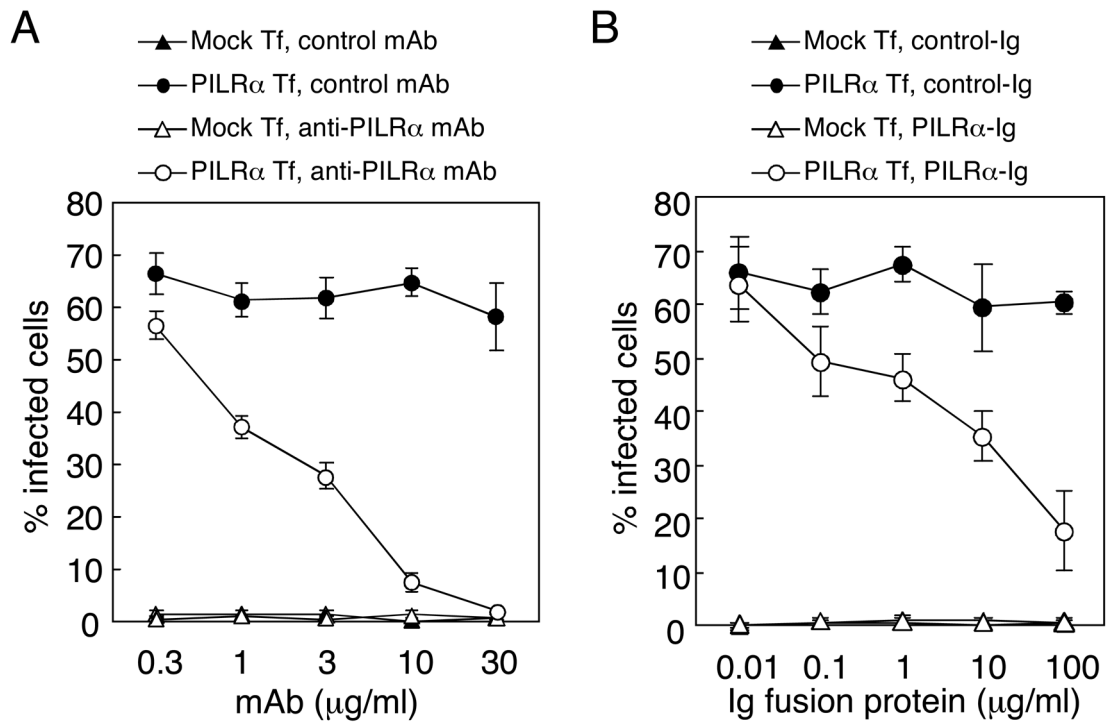 A
Mock Tf, control mAb
PILRα Tf, control mAb
Mock Tf, anti-PILRα mAb
PILRα Tf, anti-PILRα mAb
% infected cells
80
70
60
50
40
30
20
10
0
0.3 1 3 10 30
mAb (μg/ml)
B
Mock Tf, control-Ig
PILRα Tf, control-Ig
Mock Tf, PILRα-Ig
PILRα Tf, PILRα-Ig
% infected cells
80
70
60
50
40
30
20
10
0
0.01 0.1 1 10 100
Ig fusion protein (μg/ml)